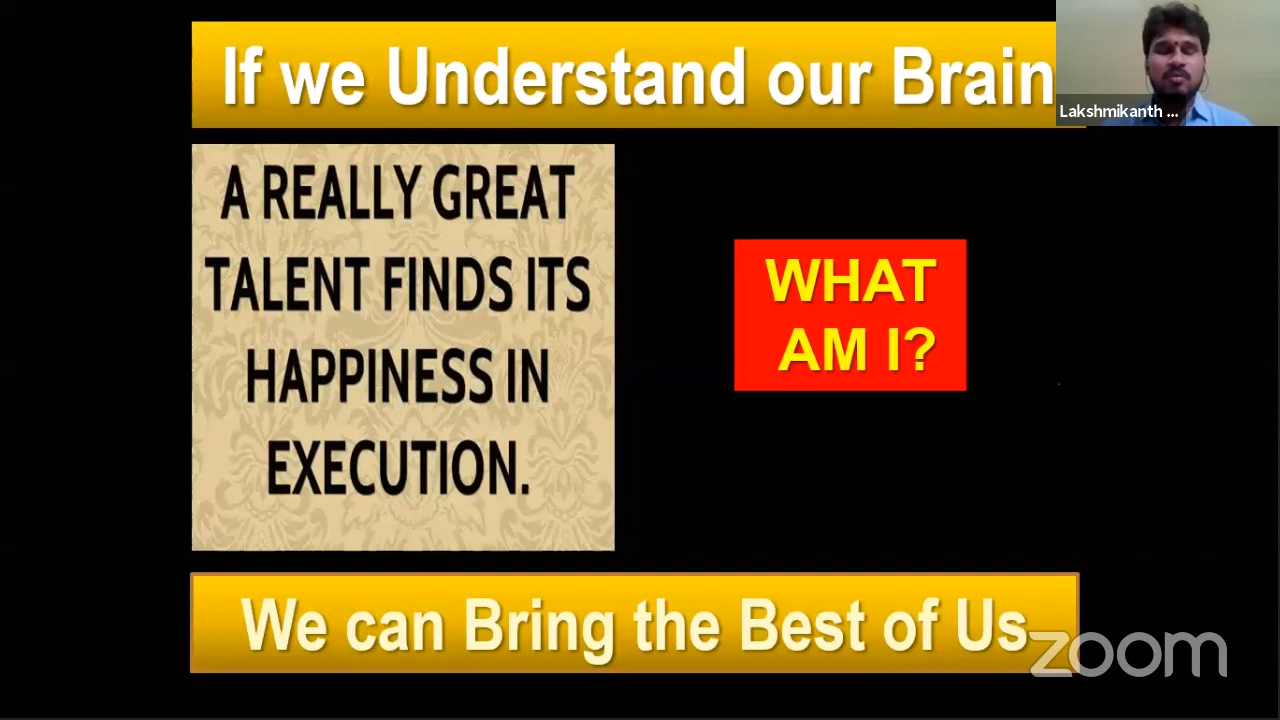 If we Understand our Brain
Lakshmikanth ...
A REALLY GREAT
TALENT FINDS ITS
HAPPINESS IN
EXECUTION.
WHAT
AM I?
We can Bring the Best of Us
zoom